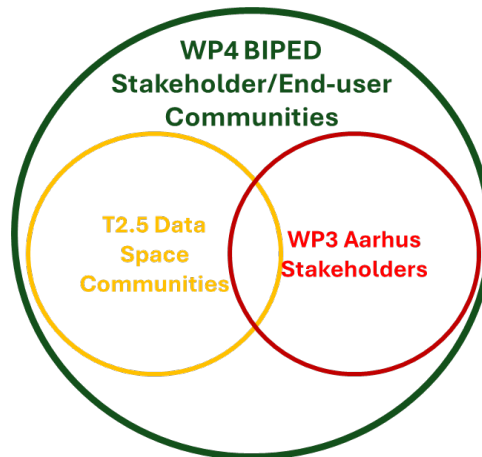 WP4 BIPED
Stakeholder/End-user
Communities
T2.5 Data
Space
Communities
WP3 Aarhus
Stakeholders